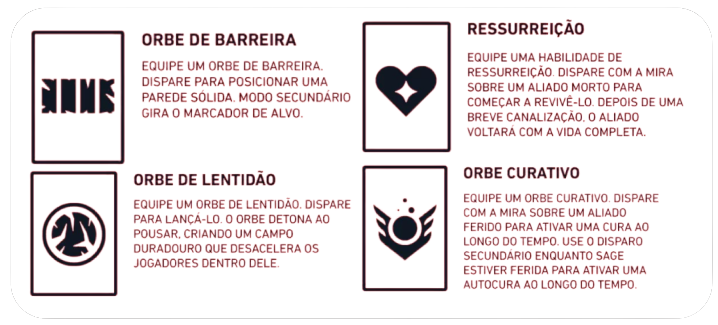 ORBE DE BARREIRA
EQUIPE UM ORBE DE BARREIRA.
DISPARE PARA POSICIONAR UMA
PAREDE SÓLIDA. MODO SECUNDÁRIO
GIRA O MARCADOR DE ALVO.
RESSURREIÇÃO
EQUIPE UMA HABILIDADE DE
RESSURREIÇÃO. DISPARE COM A MIRA
SOBRE UM ALIADO MORTO PARA
COMEÇAR A REVIVÊ-LO. DEPOIS DE UMA
BREVE CANALIZAÇÃO, O ALIADO
VOLTARÁ COM A VIDA COMPLETA.
ORBE DE LENTIDÃO
EQUIPE UM ORBE DE LENTIDÃO. DISPARE
PARA LANÇÁ-LO. O ORBE DETONA AO
POUSAR, CRIANDO UM CAMPO
DURADOURO QUE DESACELERA OS
JOGADORES DENTRO DELE.
ORBE CURATIVO
EQUIPE UM ORBE CURATIVO. DISPARE
COM A MIRA SOBRE UM ALIADO
FERIDO PARA ATIVAR UMA CURA AO
LONGO DO TEMPO. USE O DISPARO
SECUNDÁRIO ENQUANTO SAGE
ESTIVER FERIDA PARA ATIVAR UMA
AUTOCURA AO LONGO DO TEMPO.